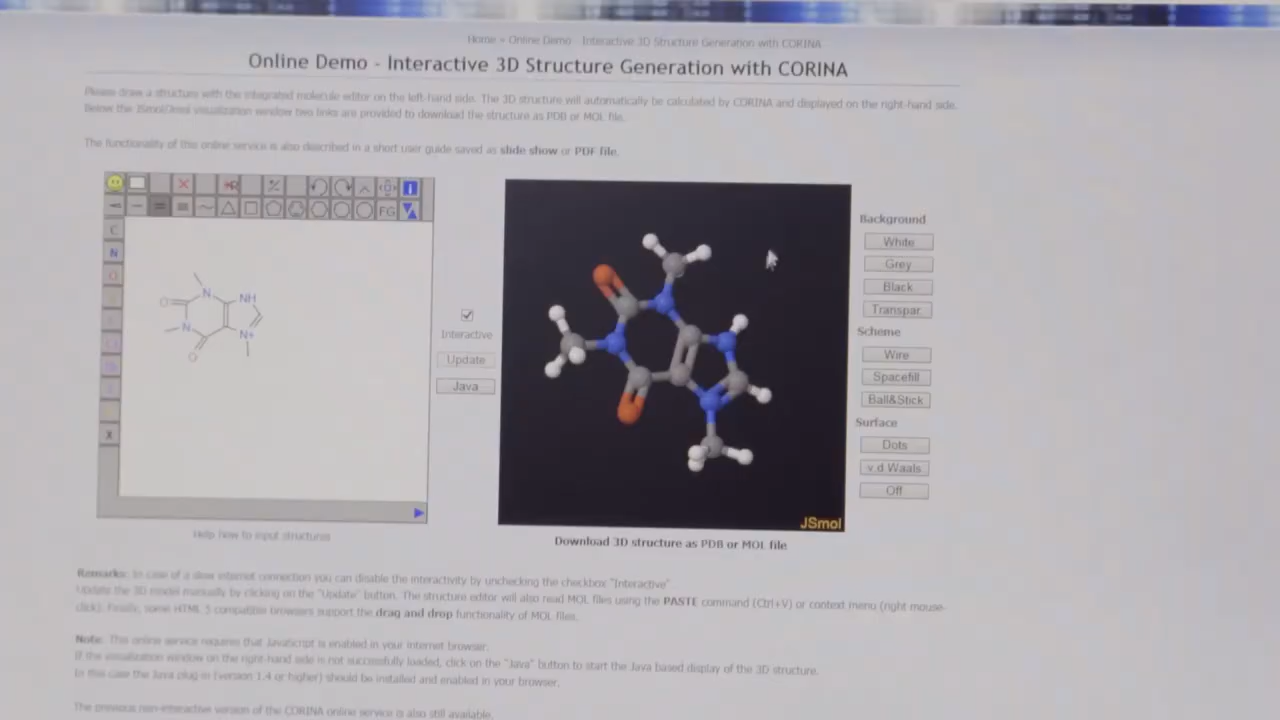 Home » Online Demo - Interactive 3D Structure Generation with CORINA
Online Demo - Interactive 3D Structure Generation with CORINA
Please draw a structure with the integrated molecule editor on the left-hand side. The 3D structure will automatically be calculated by CORINA and displayed on the right-hand side.
Below the JSmol/Jmol visualization window two links are provided to download the structure as PDB or MOL file.
The functionality of this online service is also described in a short user guide saved as slide show or PDF file.
FG
C
N
O
X
N
NH
O
N
N+
O
Interactive
Update
Java
JSmol
Background
White
Grey
Black
Transpar.
Scheme
Wire
Spacefill
Ball&Stick
Surface
Dots
v.d Waals
Off
Help how to input structures
Download 3D structure as PDB or MOL file
Remarks: In case of a slow internet connection you can disable the interactivity by unchecking the checkbox "Interactive".
Update the 3D model manually by clicking on the "Update" button. The structure editor will also read MOL files using the PASTE command (Ctrl+V) or context menu (right mouse-
click). Finally, some HTML 5 compatible browsers support the drag and drop functionality of MOL files.
Note: This online service requires that JavaScript is enabled in your internet browser.
If the visualization window on the right-hand side is not successfully loaded, click on the "Java" button to start the Java based display of the 3D structure.
In this case the Java plug-in (version 1.4 or higher) should be installed and enabled in your browser.
The previous non-interactive version of the CORINA online service is also still available.